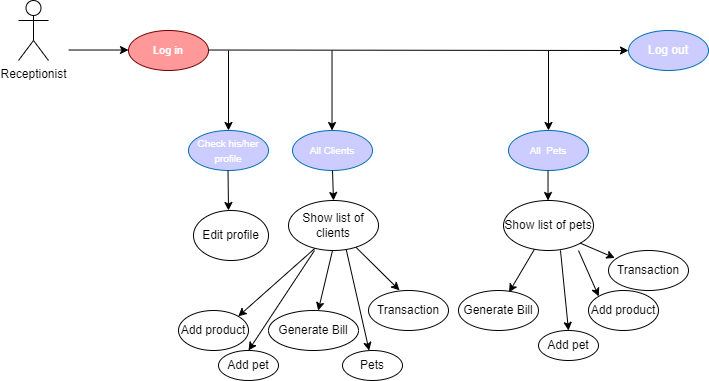 Receptionist
Log in
Log out
Check his/her
profile
All Clients
All Pets
Edit profile
Show list of
clients
Show list of pets
Add product
Add pet
Generate Bill
Pets
Transaction
Generate Bill
Add pet
Add product
Transaction